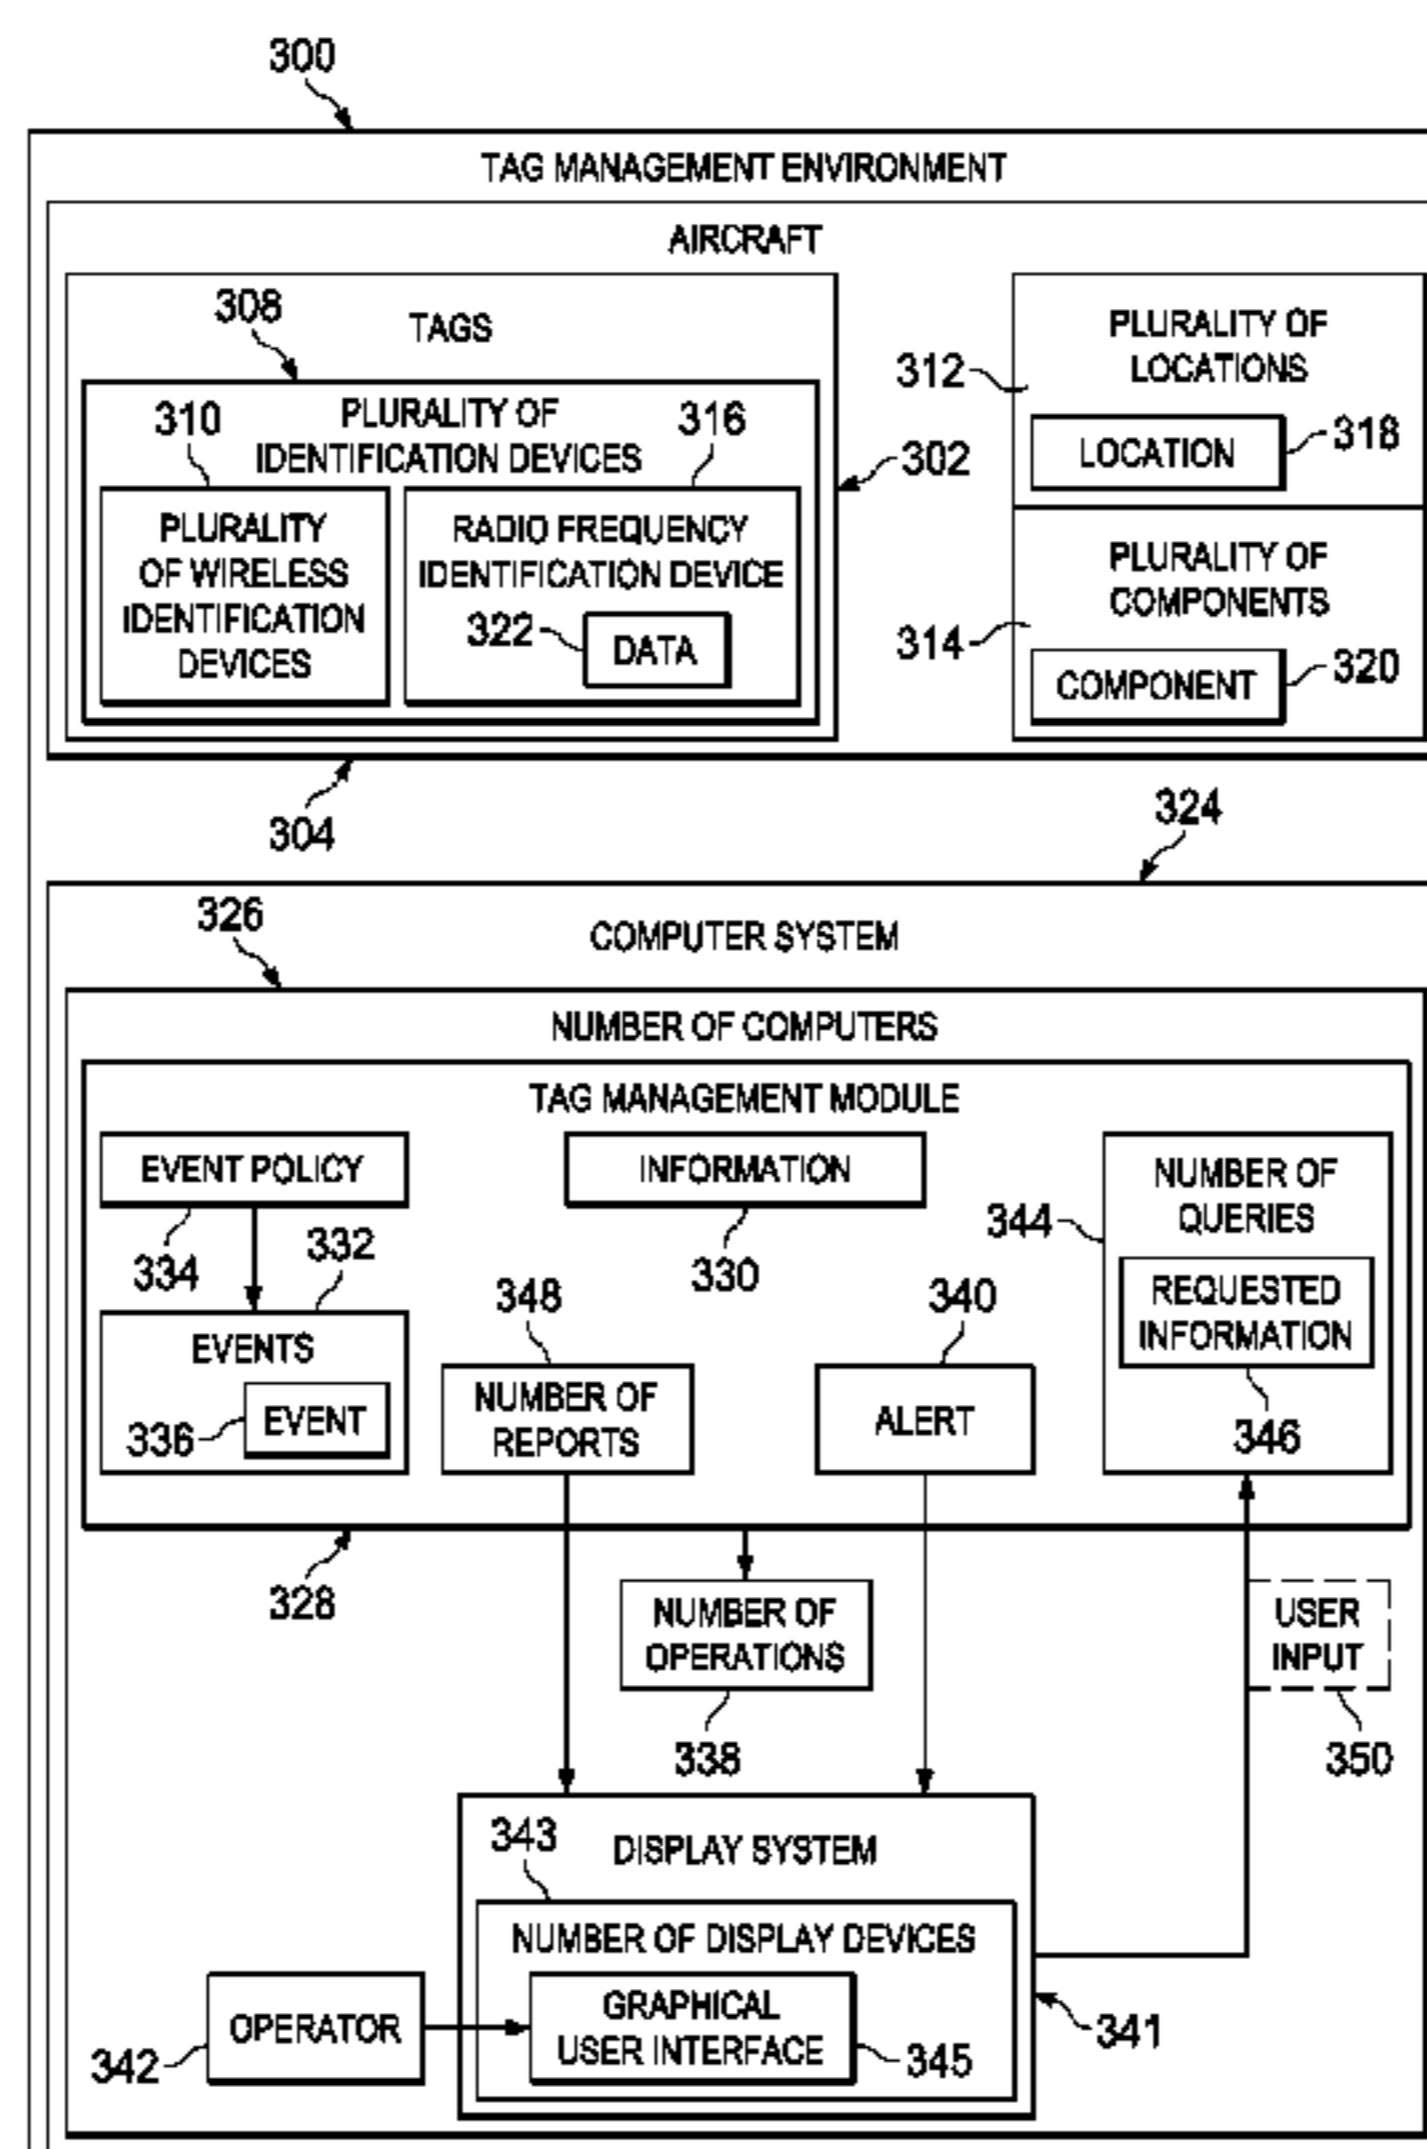 300
TAG MANAGEMENT ENVIRONMENT
AIRCRAFT
308
TAGS
PLURALITY OF
IDENTIFICATION DEVICES
310
316
302
PLURALITY
OF WIRELESS
IDENTIFICATION
DEVICES
RADIO FREQUENCY
IDENTIFICATION DEVICE
322
DATA
PLURALITY OF
LOCATIONS
312
LOCATION
318
PLURALITY OF
COMPONENTS
314
COMPONENT
320
304
324
326
COMPUTER SYSTEM
NUMBER OF COMPUTERS
TAG MANAGEMENT MODULE
EVENT POLICY
334
332
EVENTS
336
EVENT
INFORMATION
330
348
NUMBER OF
REPORTS
340
ALERT
NUMBER OF
QUERIES
344
REQUESTED
INFORMATION
346
328
NUMBER OF
OPERATIONS
338
USER
INPUT
350
343
DISPLAY SYSTEM
NUMBER OF DISPLAY DEVICES
OPERATOR
342
GRAPHICAL
USER INTERFACE
345
341